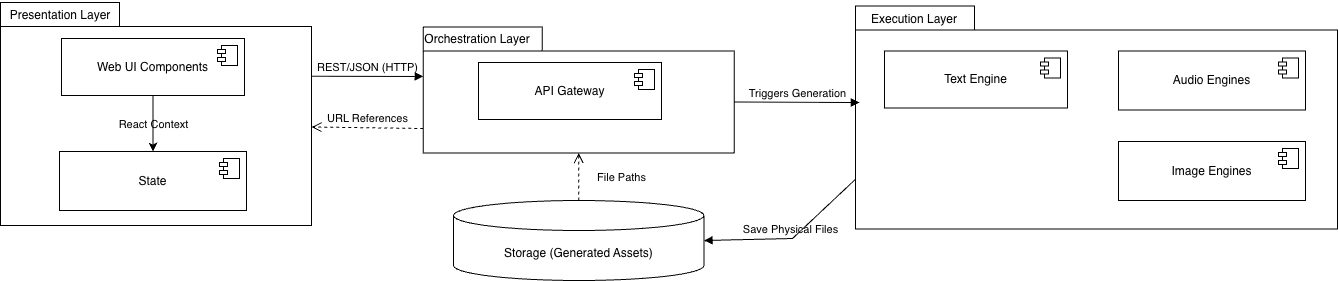 Presentation Layer
Web UI Components
React Context
State
REST/JSON (HTTP)
URL References
Orchestration Layer
API Gateway
File Paths
Storage (Generated Assets)
Triggers Generation
Save Physical Files
Execution Layer
Text Engine
Audio Engines
Image Engines